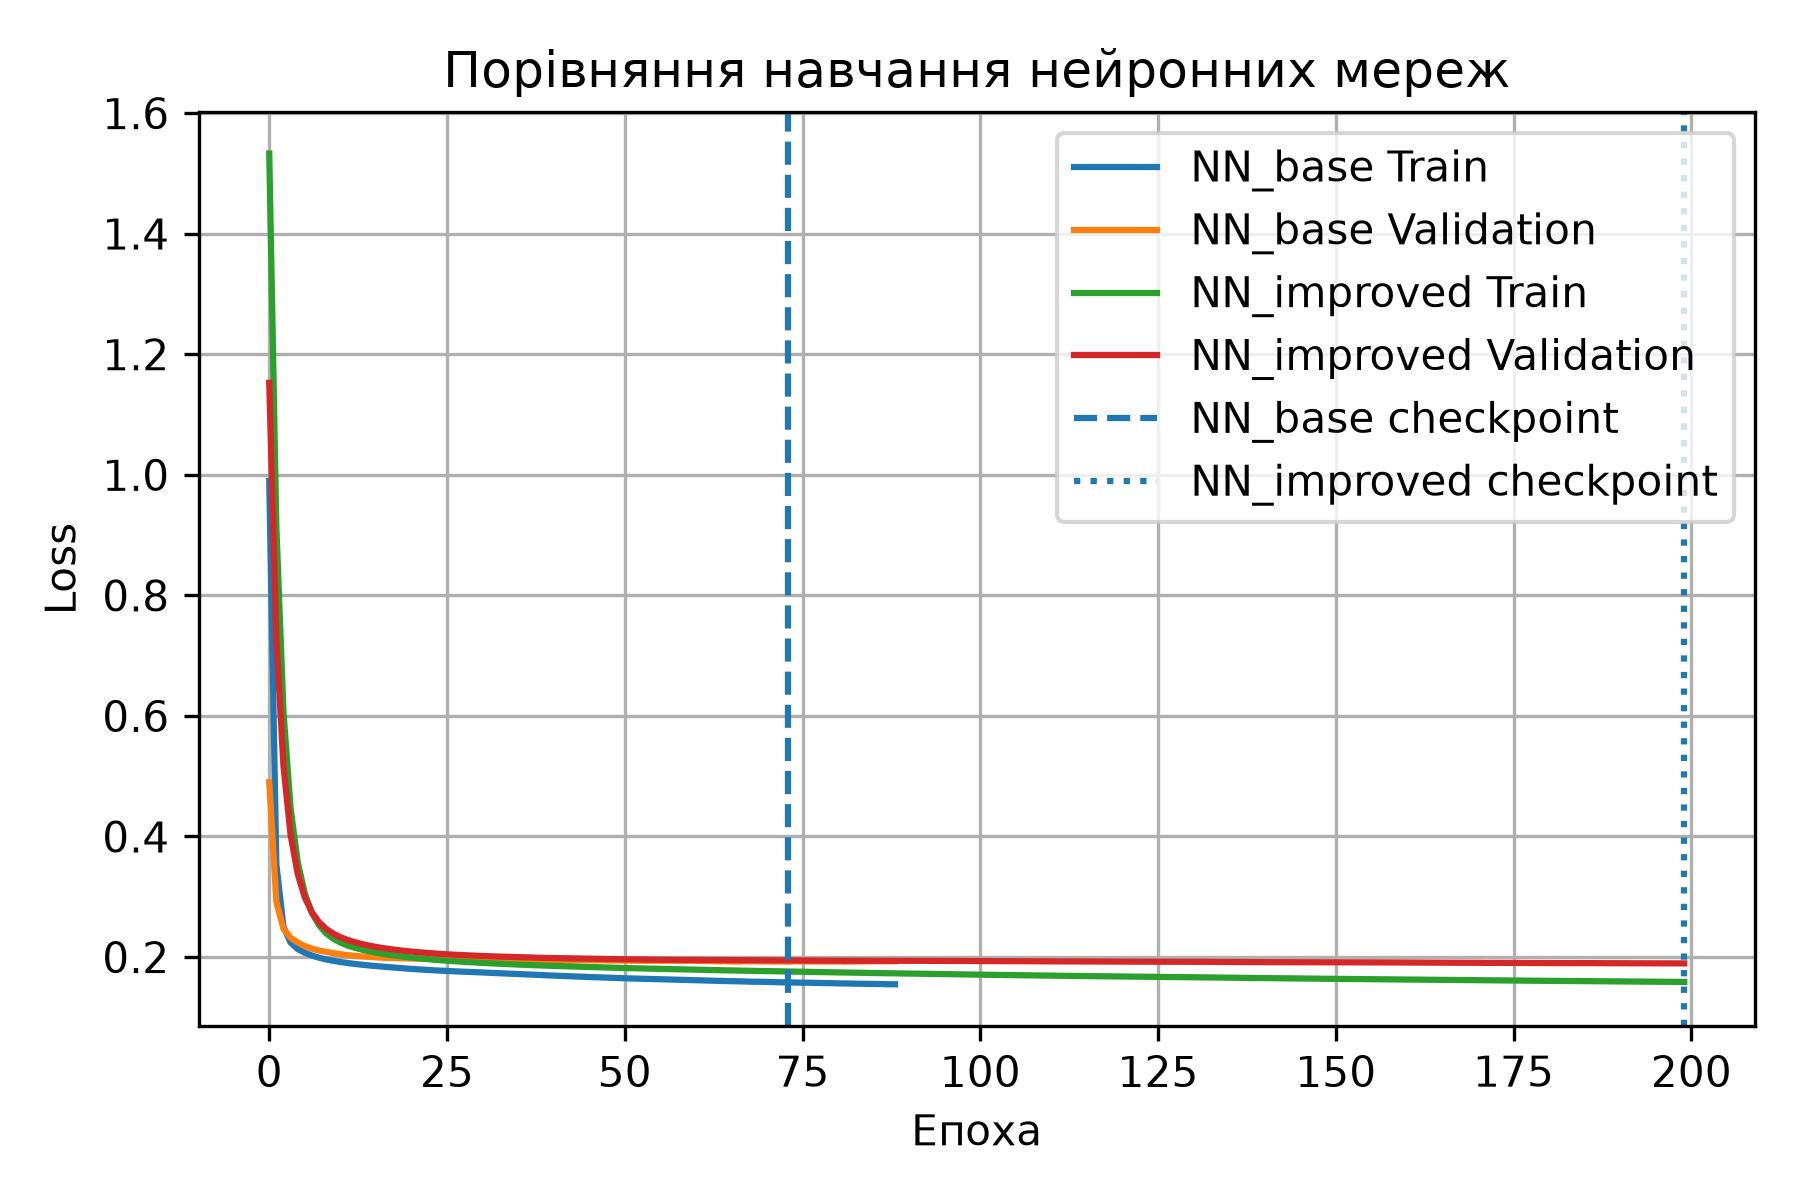 Порівняння навчання нейронних мереж
1.6
1.4
1.2
1.0
0.8
0.6
0.4
0.2
Loss
NN_base Train
NN_base Validation
NN_improved Train
NN_improved Validation
NN_base checkpoint
NN_improved checkpoint
0 25 50 75 100 125 150 175 200
Епоха